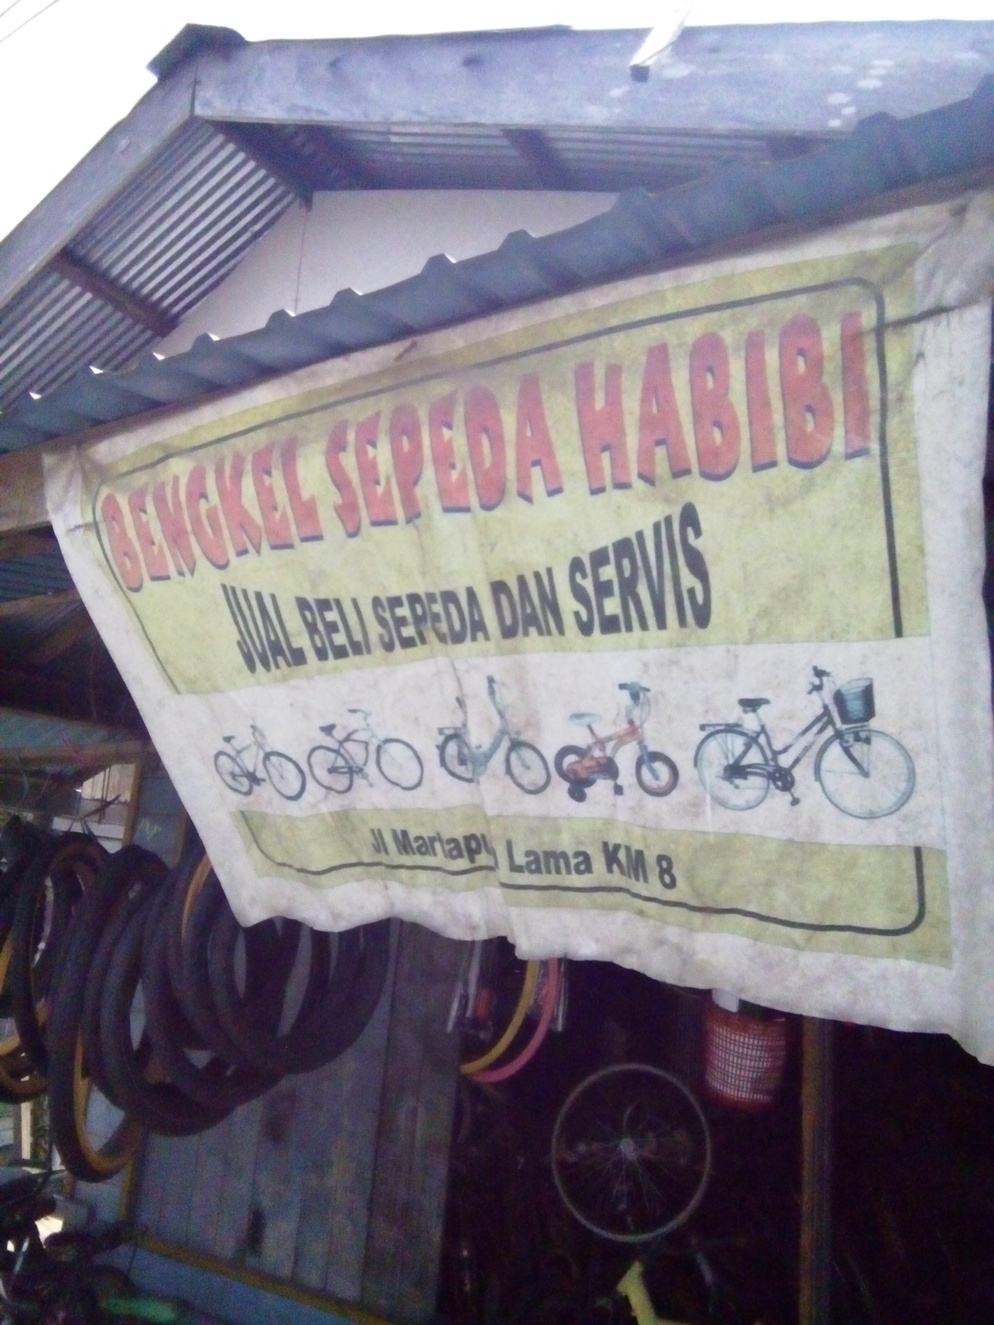 BENGKEL SEPEDA HABIBI
JUAL BELI SEPEDA DAN SERVIS
Jl Lama KM 8